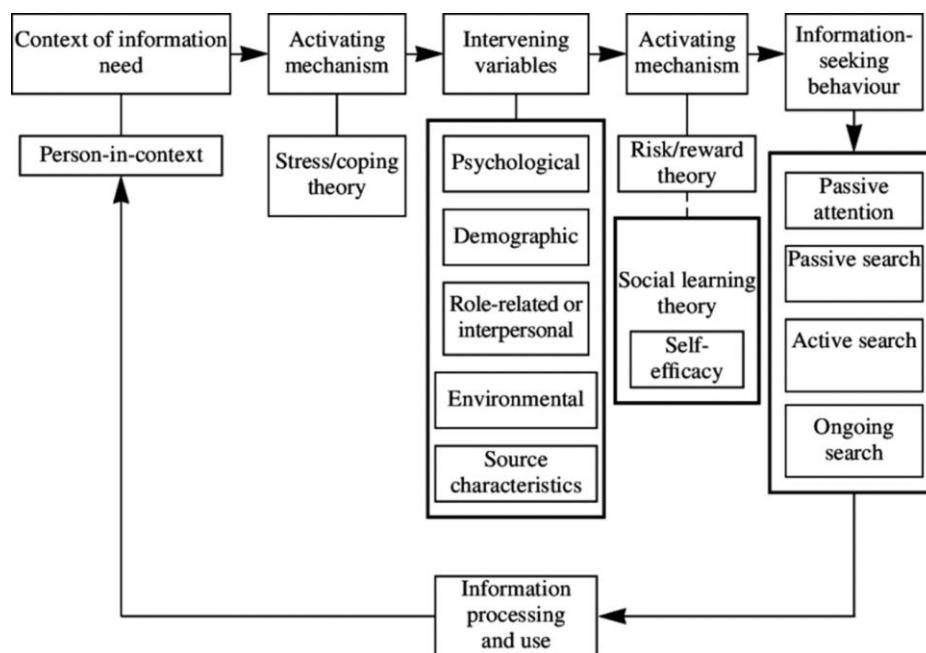 Context of information
need
Activating
mechanism
Intervening
variables
Activating
mechanism
Information-
seeking
behaviour
Person-in-context
Stress/coping
theory
Psychological
Demographic
Role-related or
interpersonal
Environmental
Source
characteristics
Risk/reward
theory
Social learning
theory
Self-
efficacy
Passive
attention
Passive search
Active search
Ongoing
search
Information
processing
and use